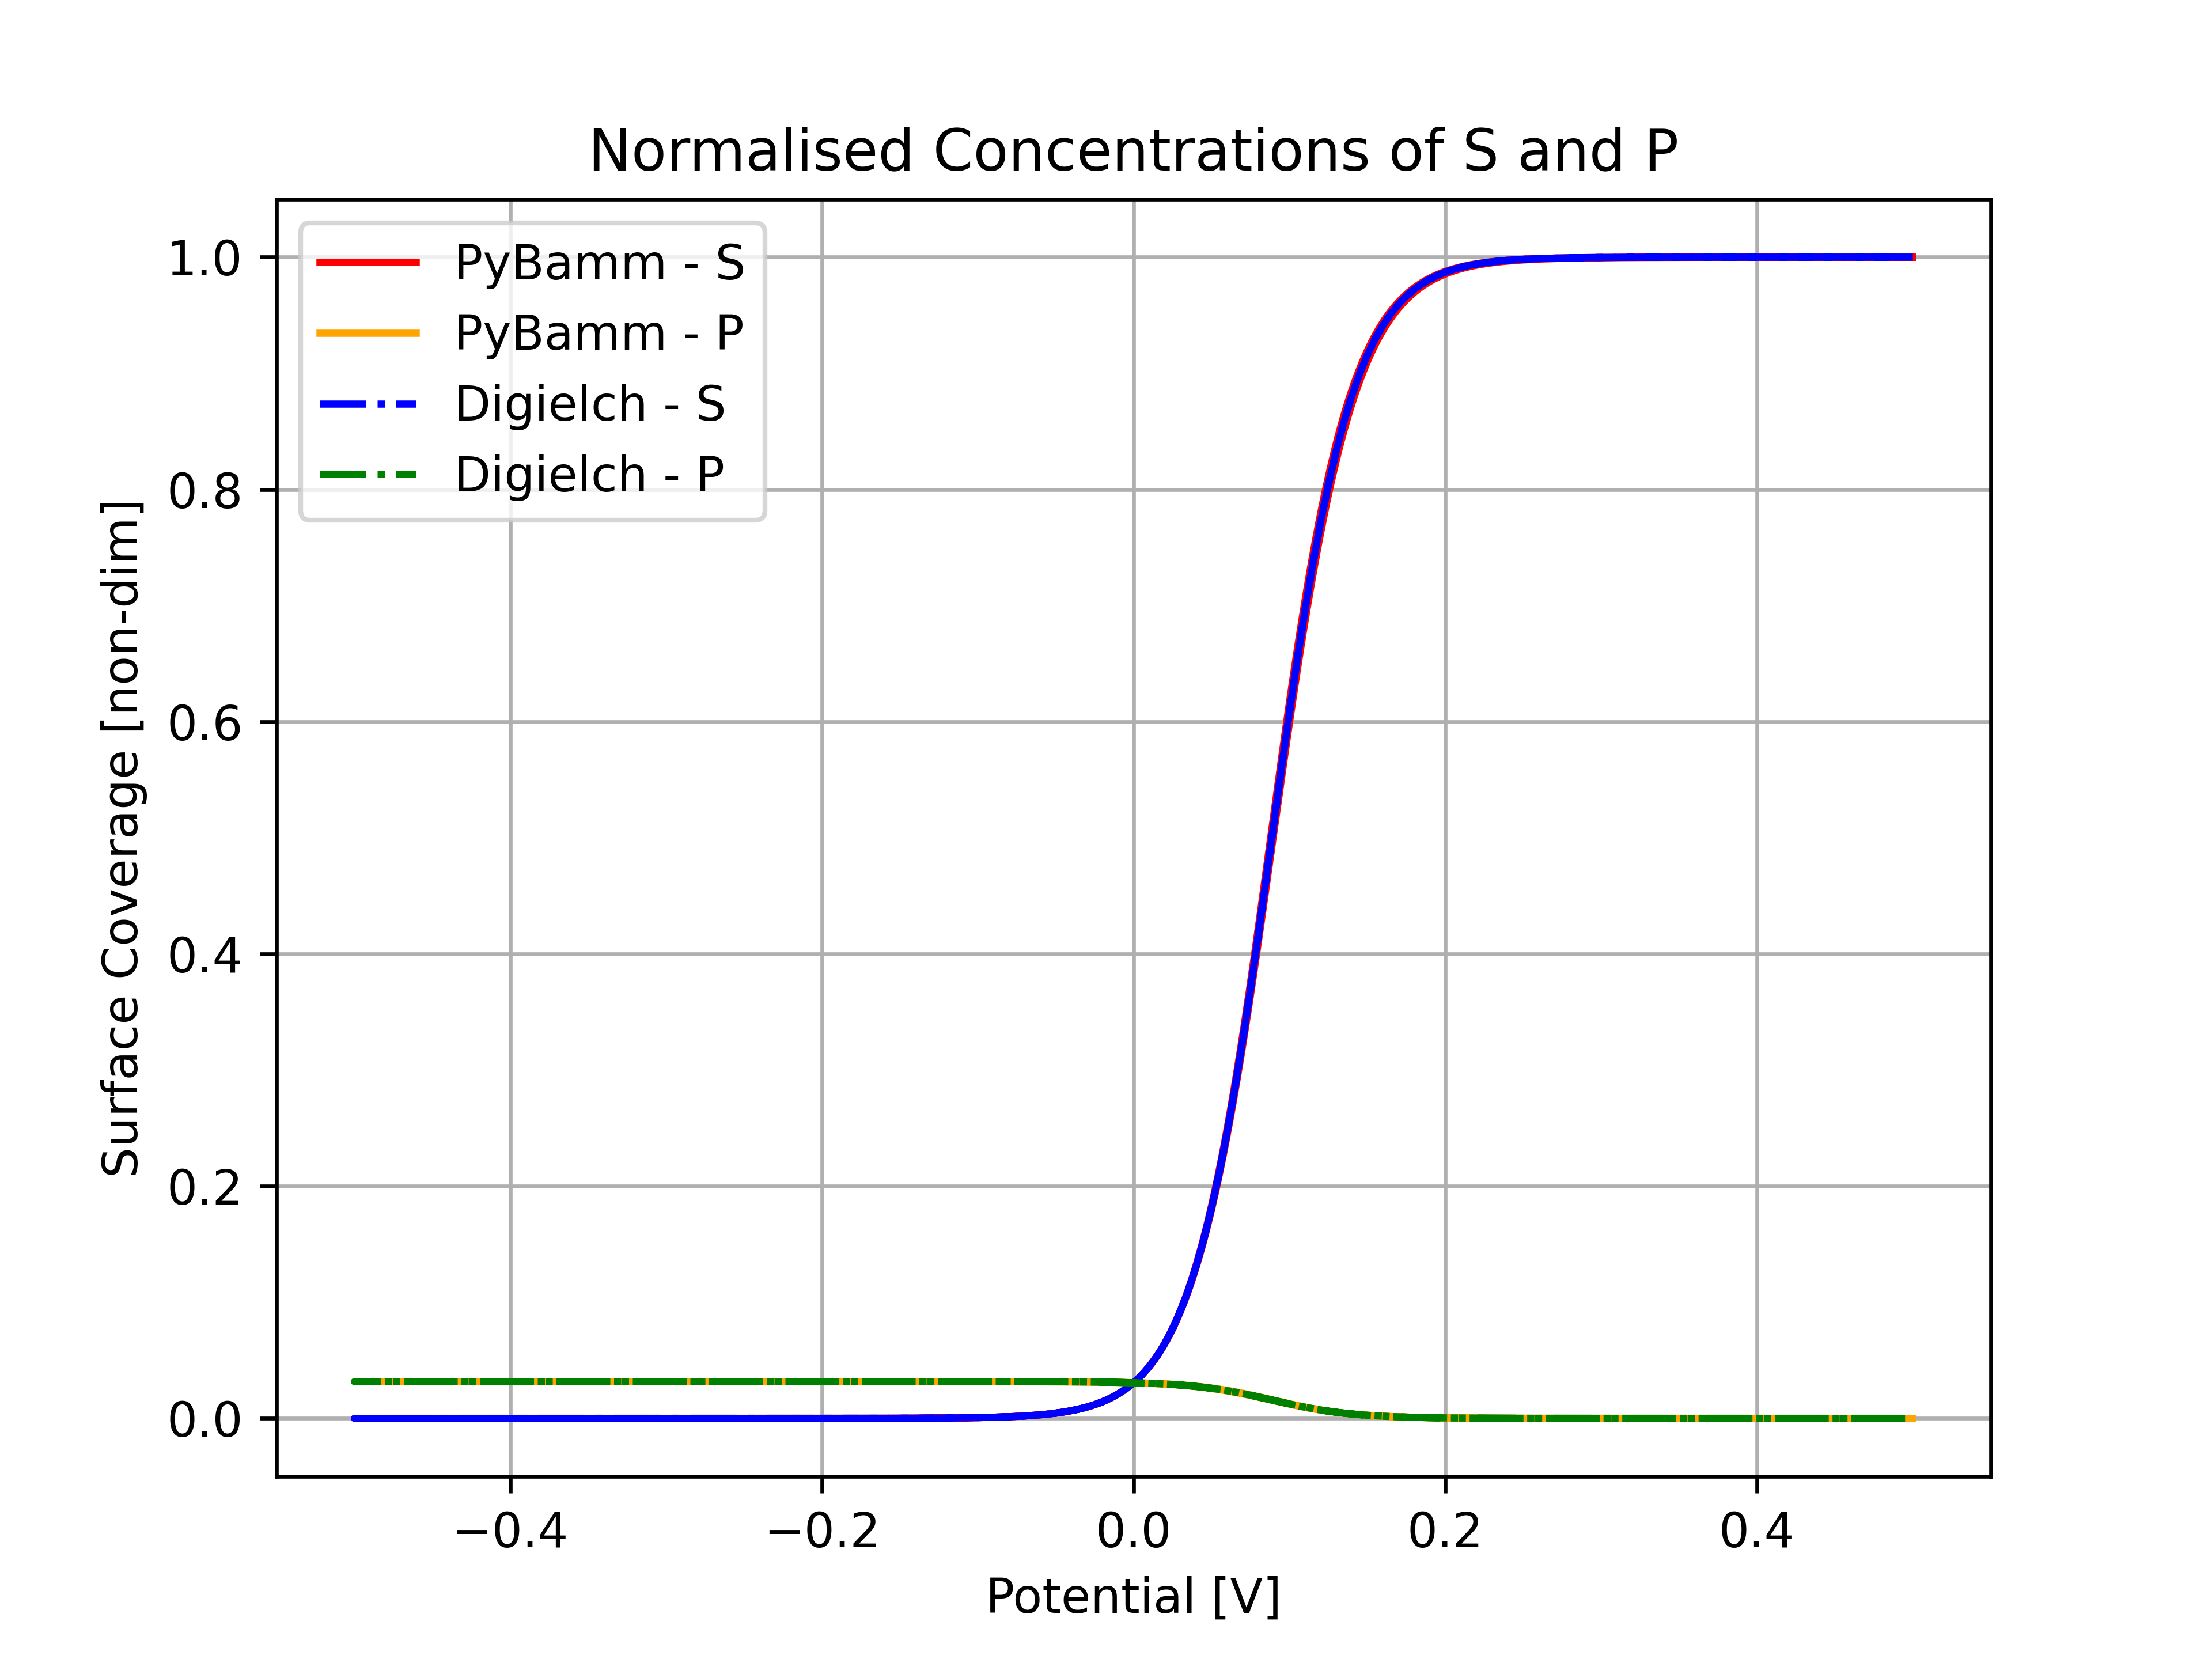 Normalised Concentrations of S and P
PyBamm - S
PyBamm - P
Digielch - S
Digielch - P
Surface Coverage [non-dim]
1.0
0.8
0.6
0.4
0.2
0.0
−0.4
−0.2
0.0
0.2
0.4
Potential [V]